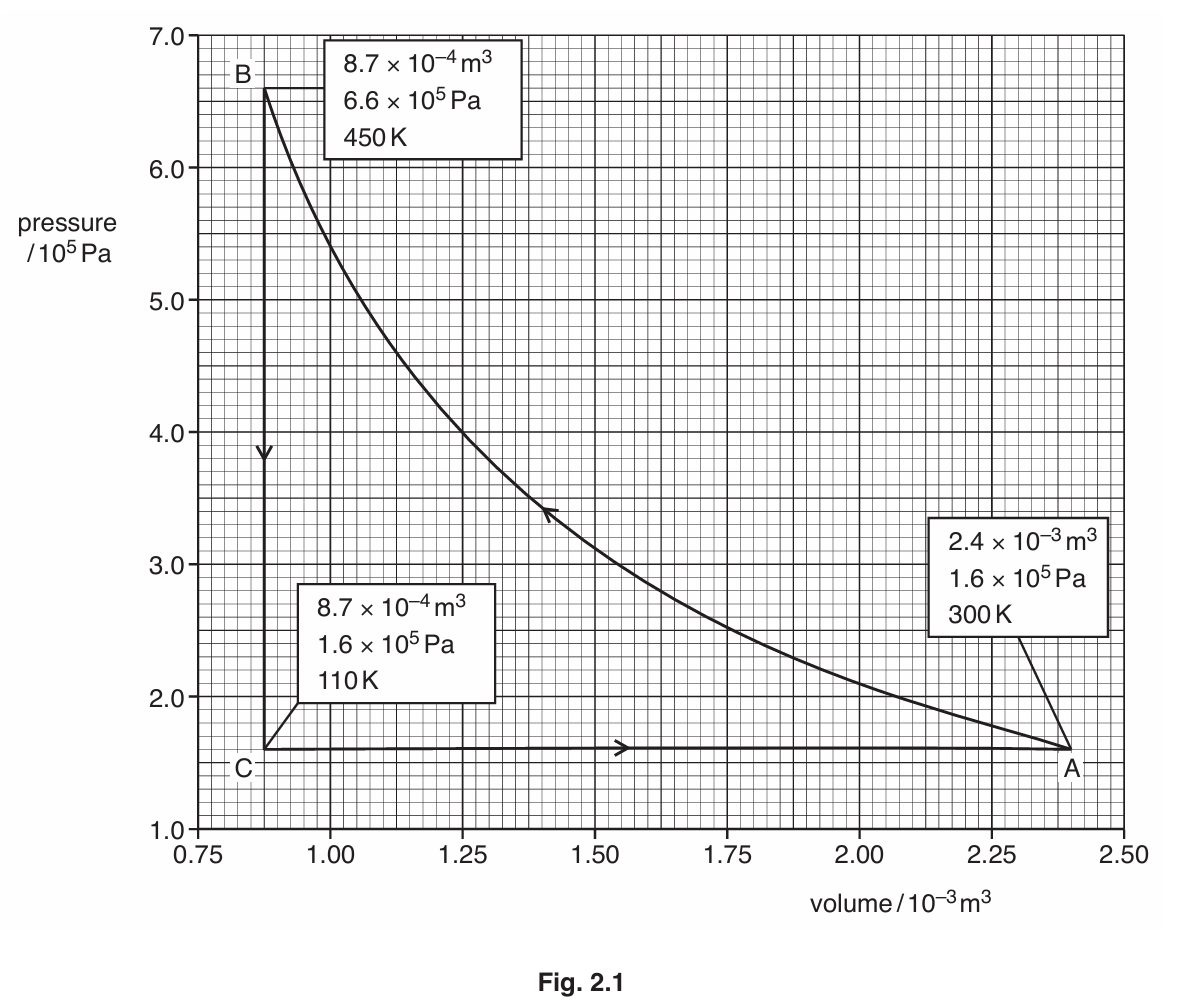 7.0
B
8.7 × 10⁻⁴ m³
6.6 × 10⁵ Pa
450 K
6.0
pressure
/ 10⁵ Pa
5.0
4.0
3.0
2.4 × 10⁻³ m³
1.6 × 10⁵ Pa
300 K
8.7 × 10⁻⁴ m³
1.6 × 10⁵ Pa
110 K
2.0
C
A
1.0
0.75 1.00 1.25 1.50 1.75 2.00 2.25 2.50
volume / 10⁻³ m³
Fig. 2.1